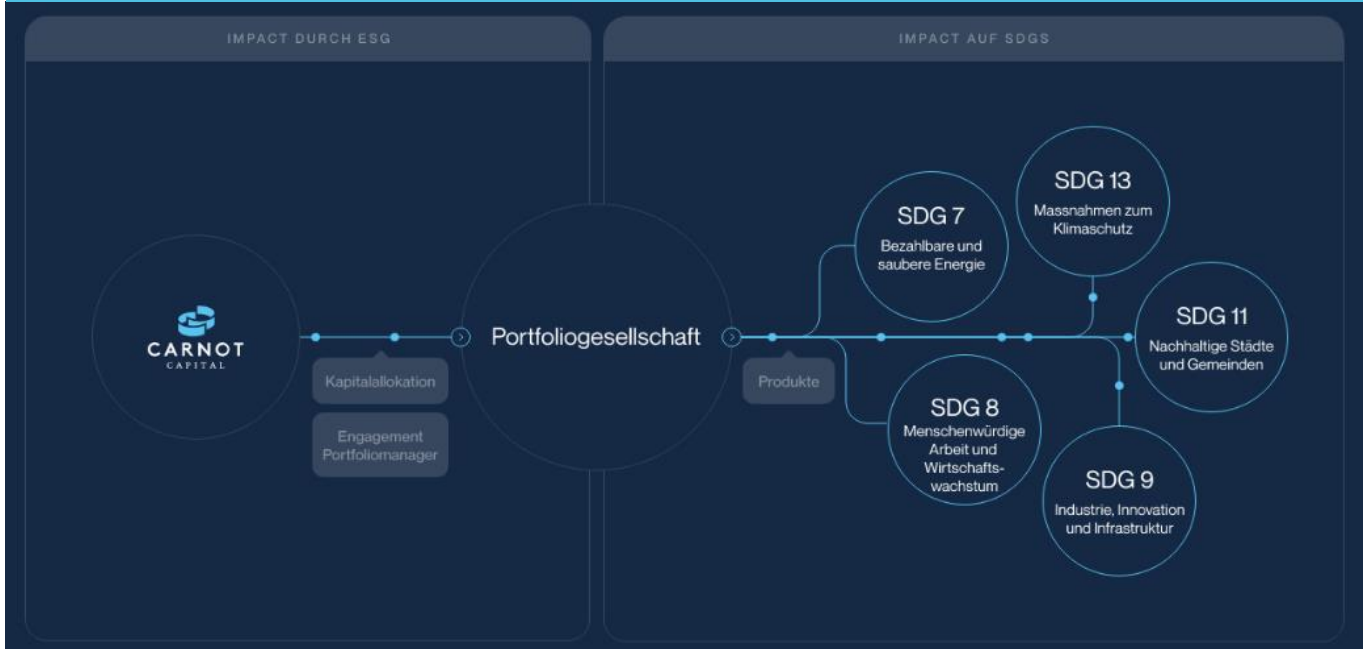 IMPACT DURCH ESG
IMPACT AUF SDGS
CARNOT
CAPITAL
Kapitalallokation
Engagement
Portfoliomanager
Portfoliogesellschaft
Produkte
SDG 7
Bezahlbare und
saubere Energie
SDG 13
Massnahmen zum
Klimaschutz
SDG 11
Nachhaltige Städte
und Gemeinden
SDG 8
Menschenwürdige
Arbeit und
Wirtschafts-
wachstum
SDG 9
Industrie, Innovation
und Infrastruktur